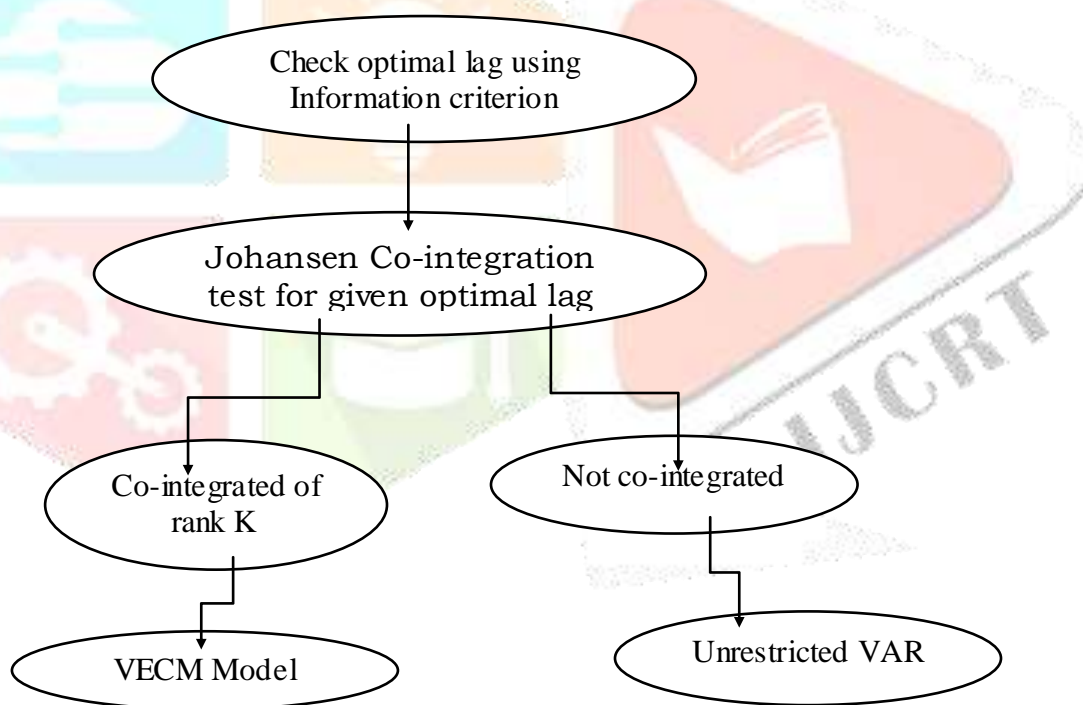 Check optimal lag using
Information criterion
Johansen Co-integration
test for given optimal lag
Co-integrated of
rank K
Not co-integrated
VECM Model
Unrestricted VAR
IJCRT